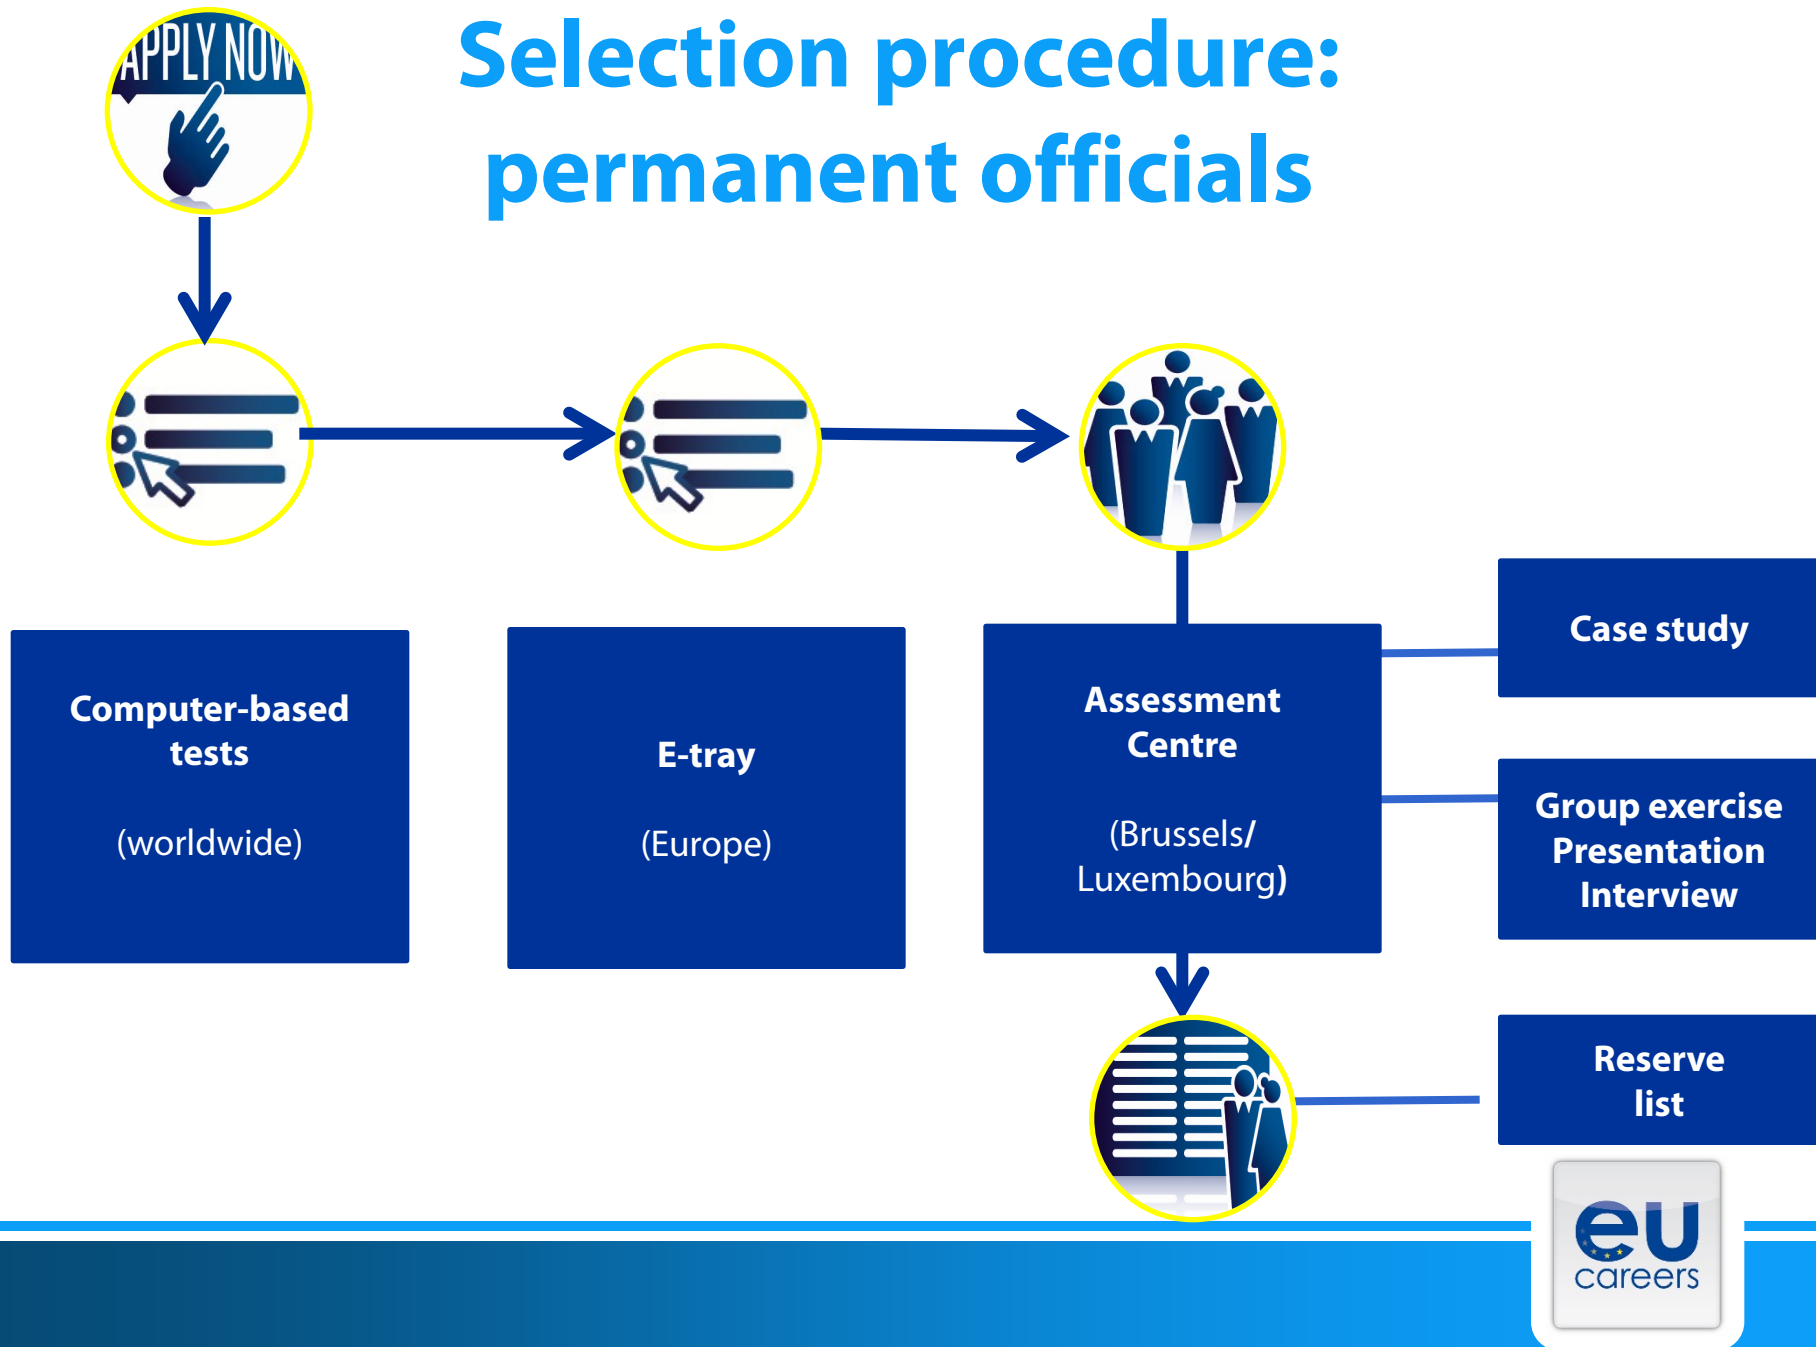 APPLY NOW
Selection procedure:
permanent officials
Computer-based
tests
(worldwide)
E-tray
(Europe)
Assessment
Centre
(Brussels/
Luxembourg)
Case study
Group exercise
Presentation
Interview
Reserve
list
eu
careers